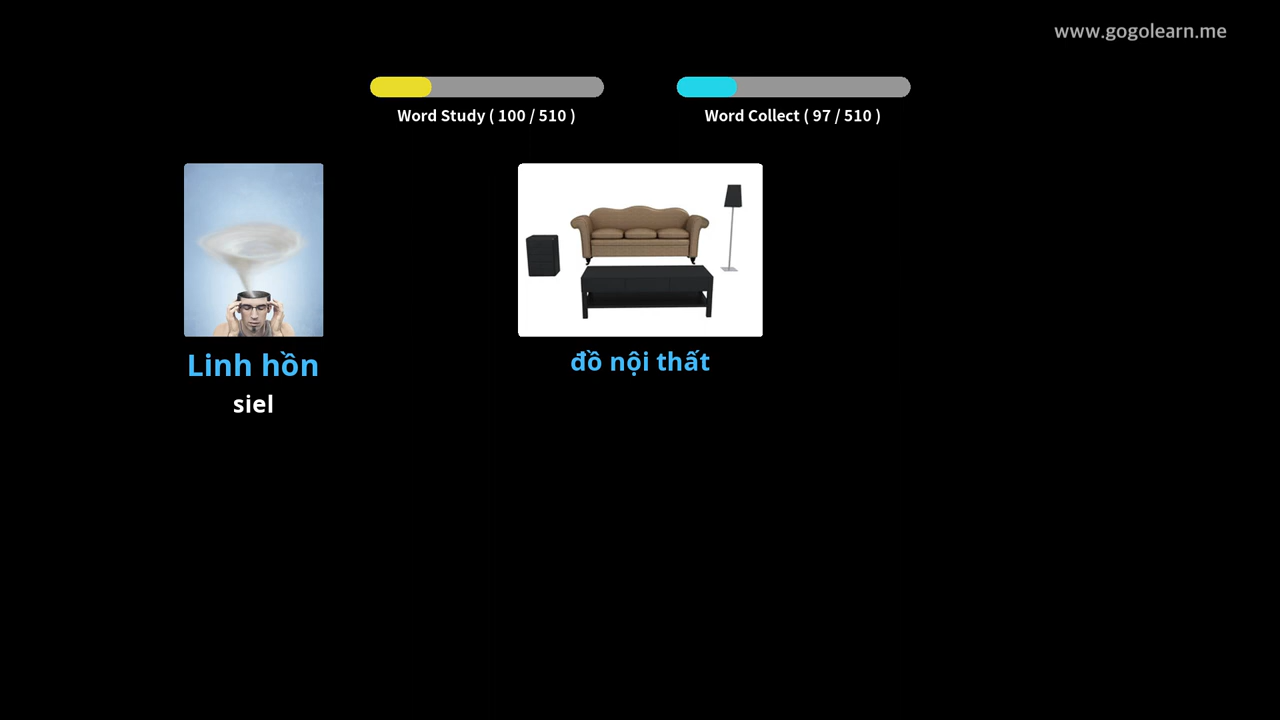 www.gogolearn.me
Word Study ( 100 / 510 )
Word Collect ( 97 / 510 )
Linh hồn
siel
đồ nội thất